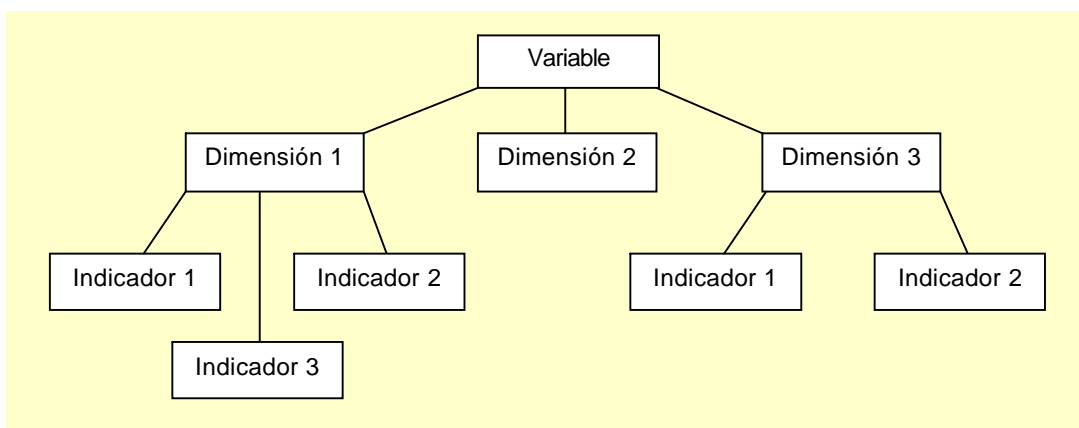 Variable
Dimensión 1
Dimensión 2
Dimensión 3
Indicador 1
Indicador 2
Indicador 1
Indicador 2
Indicador 3